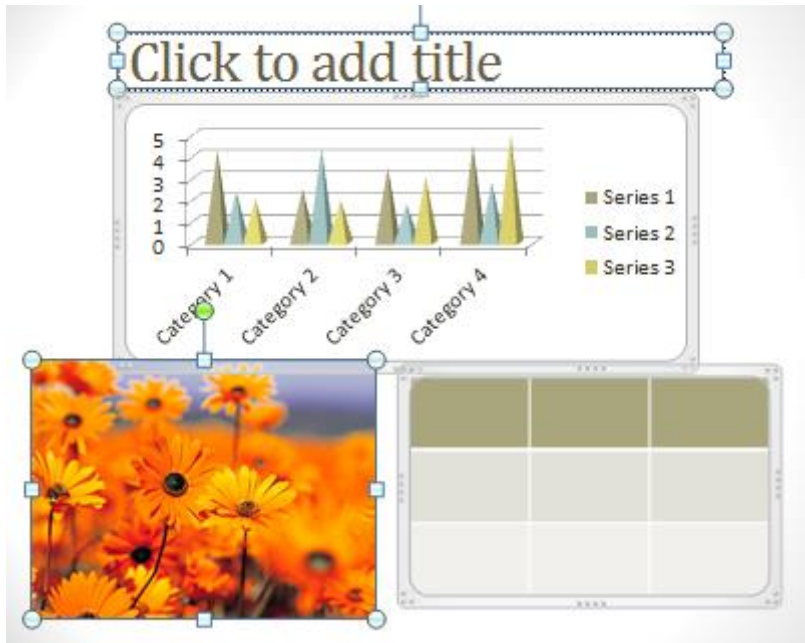 Click to add title
5
4
3
2
1
0
Series 1
Series 2
Series 3
Category 1
Category 2
Category 3
Category 4